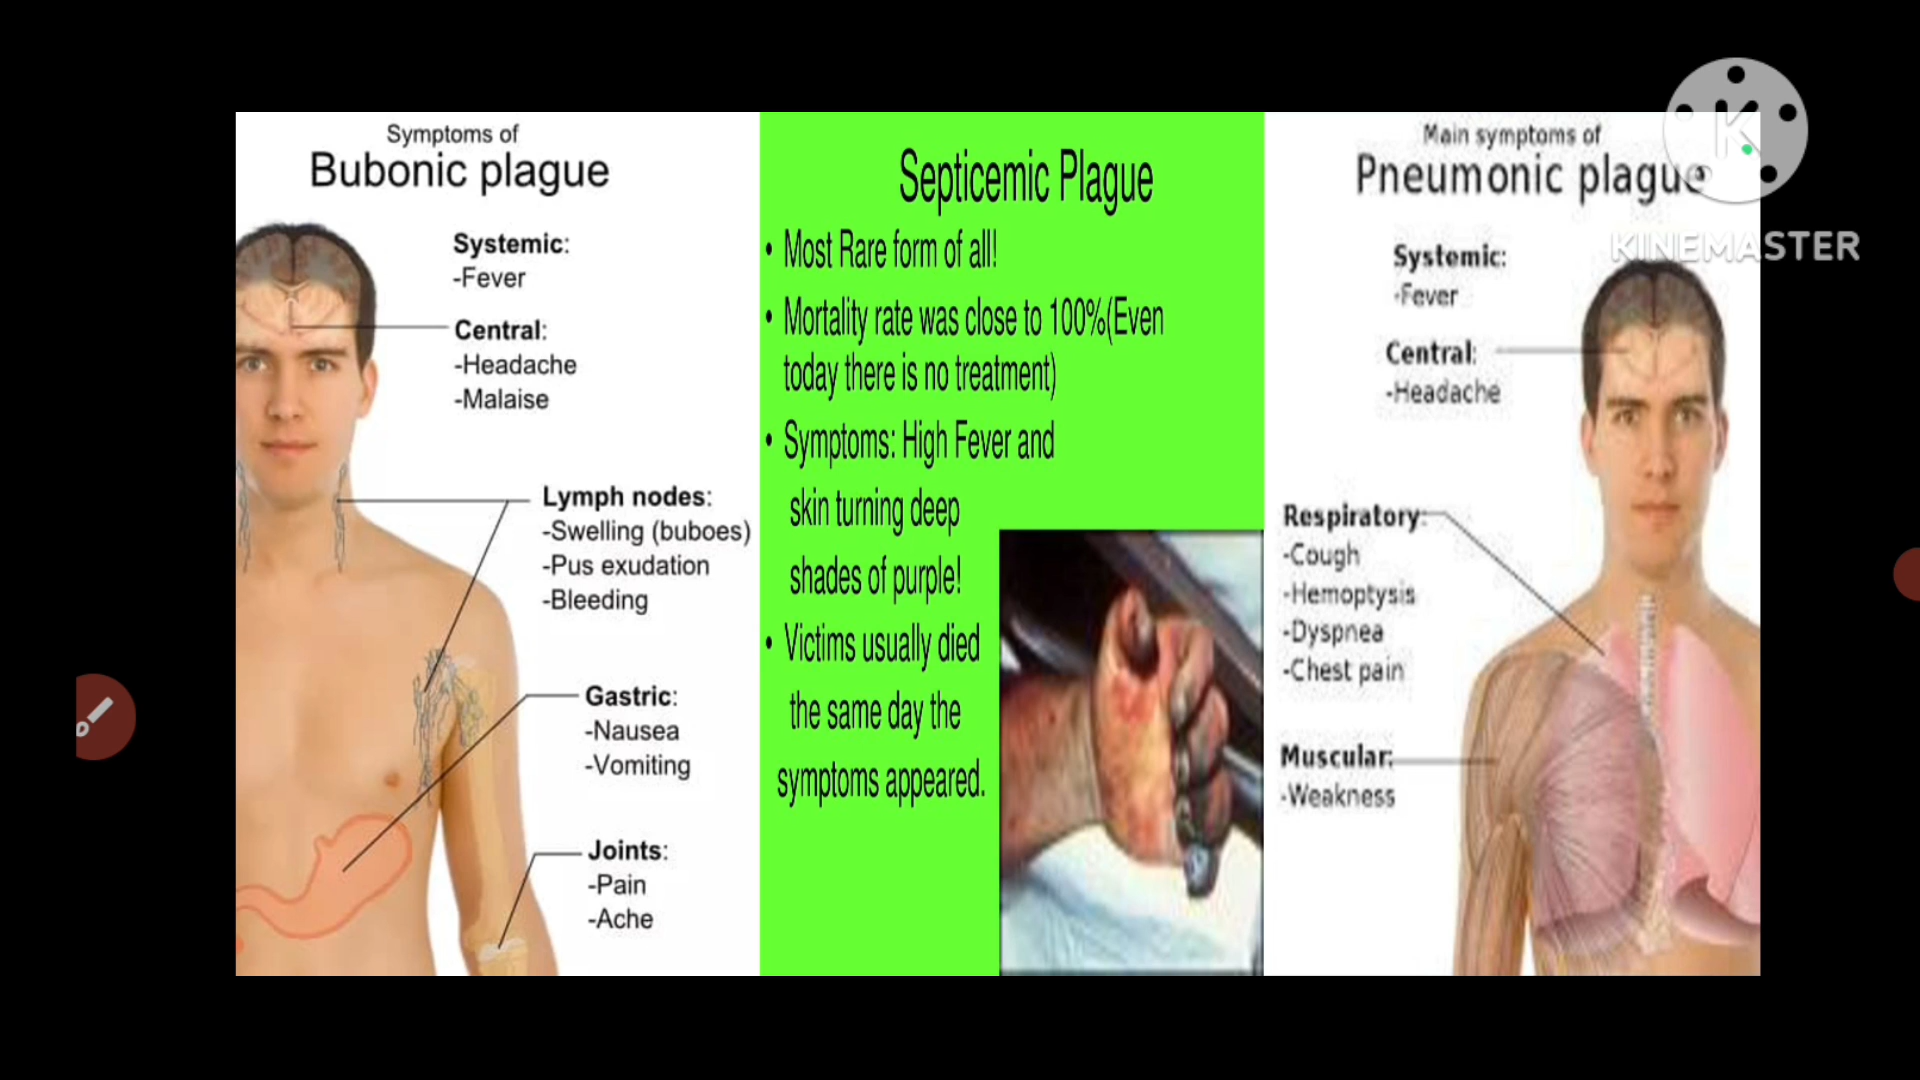 Symptoms of
Bubonic plague
Systemic:
-Fever
Central:
-Headache
-Malaise
Lymph nodes:
-Swelling (buboes)
-Pus exudation
-Bleeding
Gastric:
-Nausea
-Vomiting
Joints:
-Pain
-Ache
Septicemic Plague
• Most Rare form of all!
• Mortality rate was close to 100%(Even
today there is no treatment)
• Symptoms: High Fever and
skin turning deep
shades of purple!
• Victims usually died
the same day the
symptoms appeared.
Main symptoms of
Pneumonic plague
Systemic:
-Fever
Central:
-Headache
Respiratory:
-Cough
-Hemoptysis
-Dyspnea
-Chest pain
Muscular:
-Weakness
K
KINEMASTER